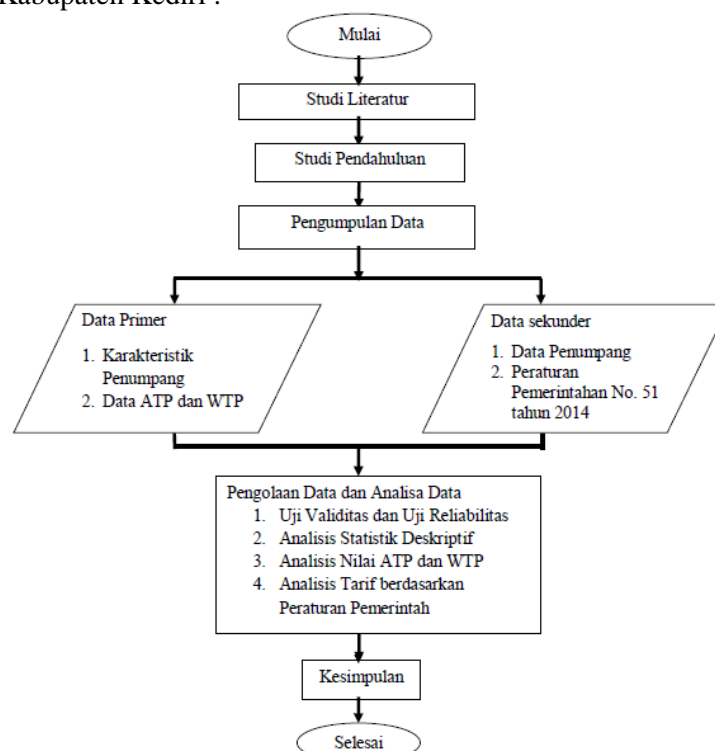 Kabupaten Kediri :
Mulai
Studi Literatur
Studi Pendahuluan
Pengumpulan Data
Data Primer
1. Karakteristik
Penumpang
2. Data ATP dan WTP
Data sekunder
1. Data Penumpang
2. Peraturan
Pemerintahan No. 51
tahun 2014
Pengolaan Data dan Analisa Data
1. Uji Validitas dan Uji Reliabilitas
2. Analisis Statistik Deskriptif
3. Analisis Nilai ATP dan WTP
4. Analisis Tarif berdasarkan
Peraturan Pemerintah
Kesimpulan
Selesai